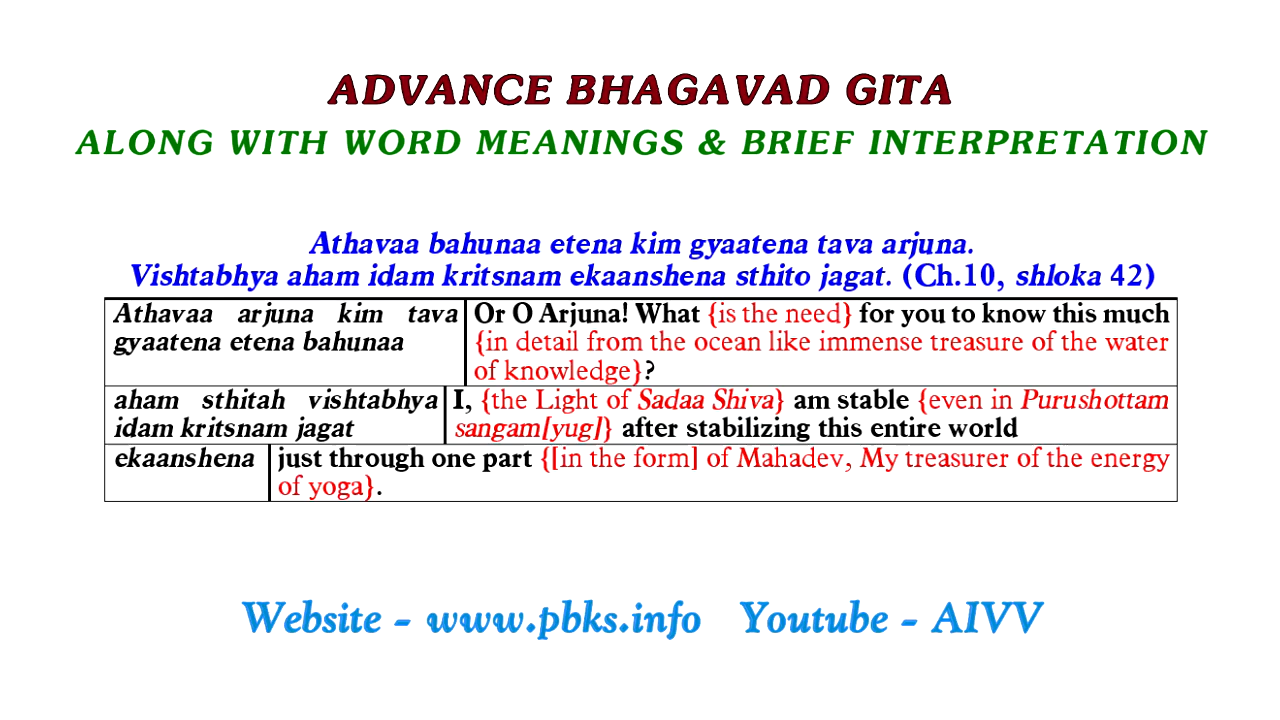 ADVANCE BHAGAVAD GITA
ALONG WITH WORD MEANINGS & BRIEF INTERPRETATION
Athavaa bahunaa etena kim gyaatena tava arjuna.
Vishtabhya aham idam kritsnam ekaanshena sthito jagat. (Ch.10, shloka 42)
Athavaa arjuna kim tava
gyaatena etena bahunaa
Or O Arjuna! What {is the need} for you to know this much
{in detail from the ocean like immense treasure of the water
of knowledge}?
aham sthitah vishtabhya
idam kritsnam jagat
I, {the Light of Sadaa Shiva} am stable {even in Purushottam
sangam[yug]} after stabilizing this entire world
ekaanshena
just through one part {[in the form] of Mahadev, My treasurer of the energy
of yoga}.
Website - www.pbks.info Youtube - AIVV